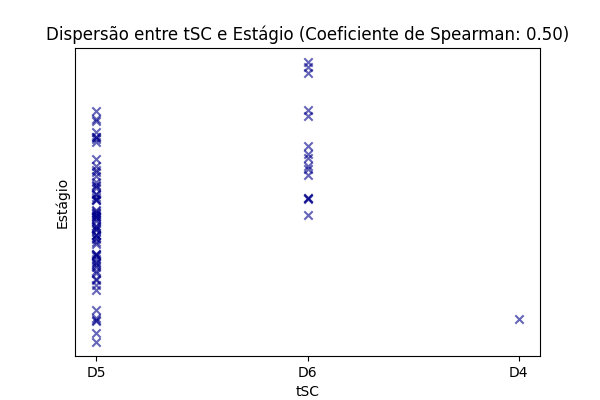 Dispersão entre tSC e Estágio (Coeficiente de Spearman: 0.50)
Estágio
D5 D6 D4
tSC